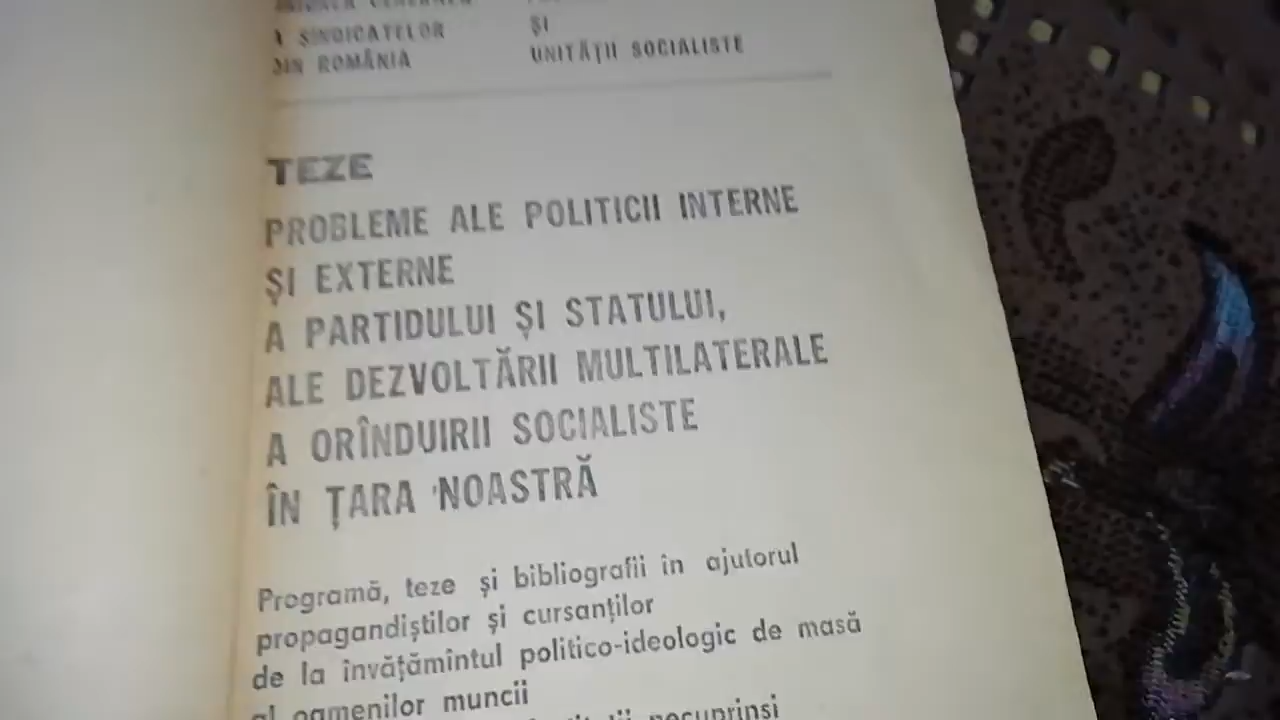 A SINDICATELOR
DIN ROMÂNIA
ȘI
UNITĂȚII SOCIALISTE
TEZE
PROBLEME ALE POLITICII INTERNE
ȘI EXTERNE
A PARTIDULUI ȘI STATULUI,
ALE DEZVOLTĂRII MULTILATERALE
A ORÎNDUIRII SOCIALISTE
ÎN ȚARA NOASTRĂ
Programă, teze și bibliografii în ajutorul
propagandiștilor și cursanților
de la învățămîntul politico-ideologic de masă
al oamenilor muncii
necuprinși